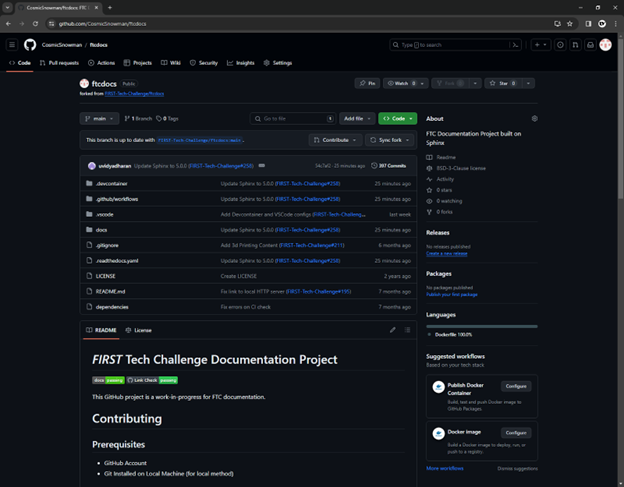 CosmicSnowman/ftcdocs: FTC D
github.com/CosmicSnowman/ftcdocs
CosmicSnowman / ftcdocs
Type / to search
Code
Pull requests
Actions
Projects
Wiki
Security
Insights
Settings
ftcdocs Public
forked from FIRST-Tech-Challenge/ftcdocs
Pin
Watch 0
Fork 0
Star 0
main
1 Branch
0 Tags
Go to file
Add file
Code
This branch is up to date with FIRST-Tech-Challenge/ftcdocs:main.
Contribute
Sync fork
uvidyadharan Update Sphinx to 5.0.0 (FIRST-Tech-Challenge#258)
25 minutes ago
397 Commits
.devcontainer Update Sphinx to 5.0.0 (FIRST-Tech-Challenge#258) 25 minutes ago
.github/workflows Update Sphinx to 5.0.0 (FIRST-Tech-Challenge#258) 25 minutes ago
.vscode Add Devcontainer and VSCode configs (FIRST-Tech-Challeng... last week
docs Update Sphinx to 5.0.0 (FIRST-Tech-Challenge#258) 25 minutes ago
.gitignore Add 3d Printing Content (FIRST-Tech-Challenge#211) 6 months ago
.readthedocs.yaml Update Sphinx to 5.0.0 (FIRST-Tech-Challenge#258) 25 minutes ago
LICENSE Create LICENSE 2 years ago
README.md Fix link to local HTTP server (FIRST-Tech-Challenge#195) 7 months ago
dependencies Fix errors on CI check 7 months ago
README
License
FIRST Tech Challenge Documentation Project
docs passing Link Check passing
This GitHub project is a work-in-progress for FTC documentation.
Contributing
Prerequisites
GitHub Account
Git Installed on Local Machine (for local method)
About
FTC Documentation Project built on
Sphinx
Readme
BSD-3-Clause license
Activity
0 stars
0 watching
0 forks
Releases
No releases published
Create a new release
Packages
No packages published
Publish your first package
Languages
Dockerfile 100.0%
Suggested workflows
Based on your tech stack
Publish Docker
Container
Configure
Build, test and push Docker image to
GitHub Packages.
Docker image
Configure
Build a Docker image to deploy, run, or
push to a registry.
More workflows
Dismiss suggestions